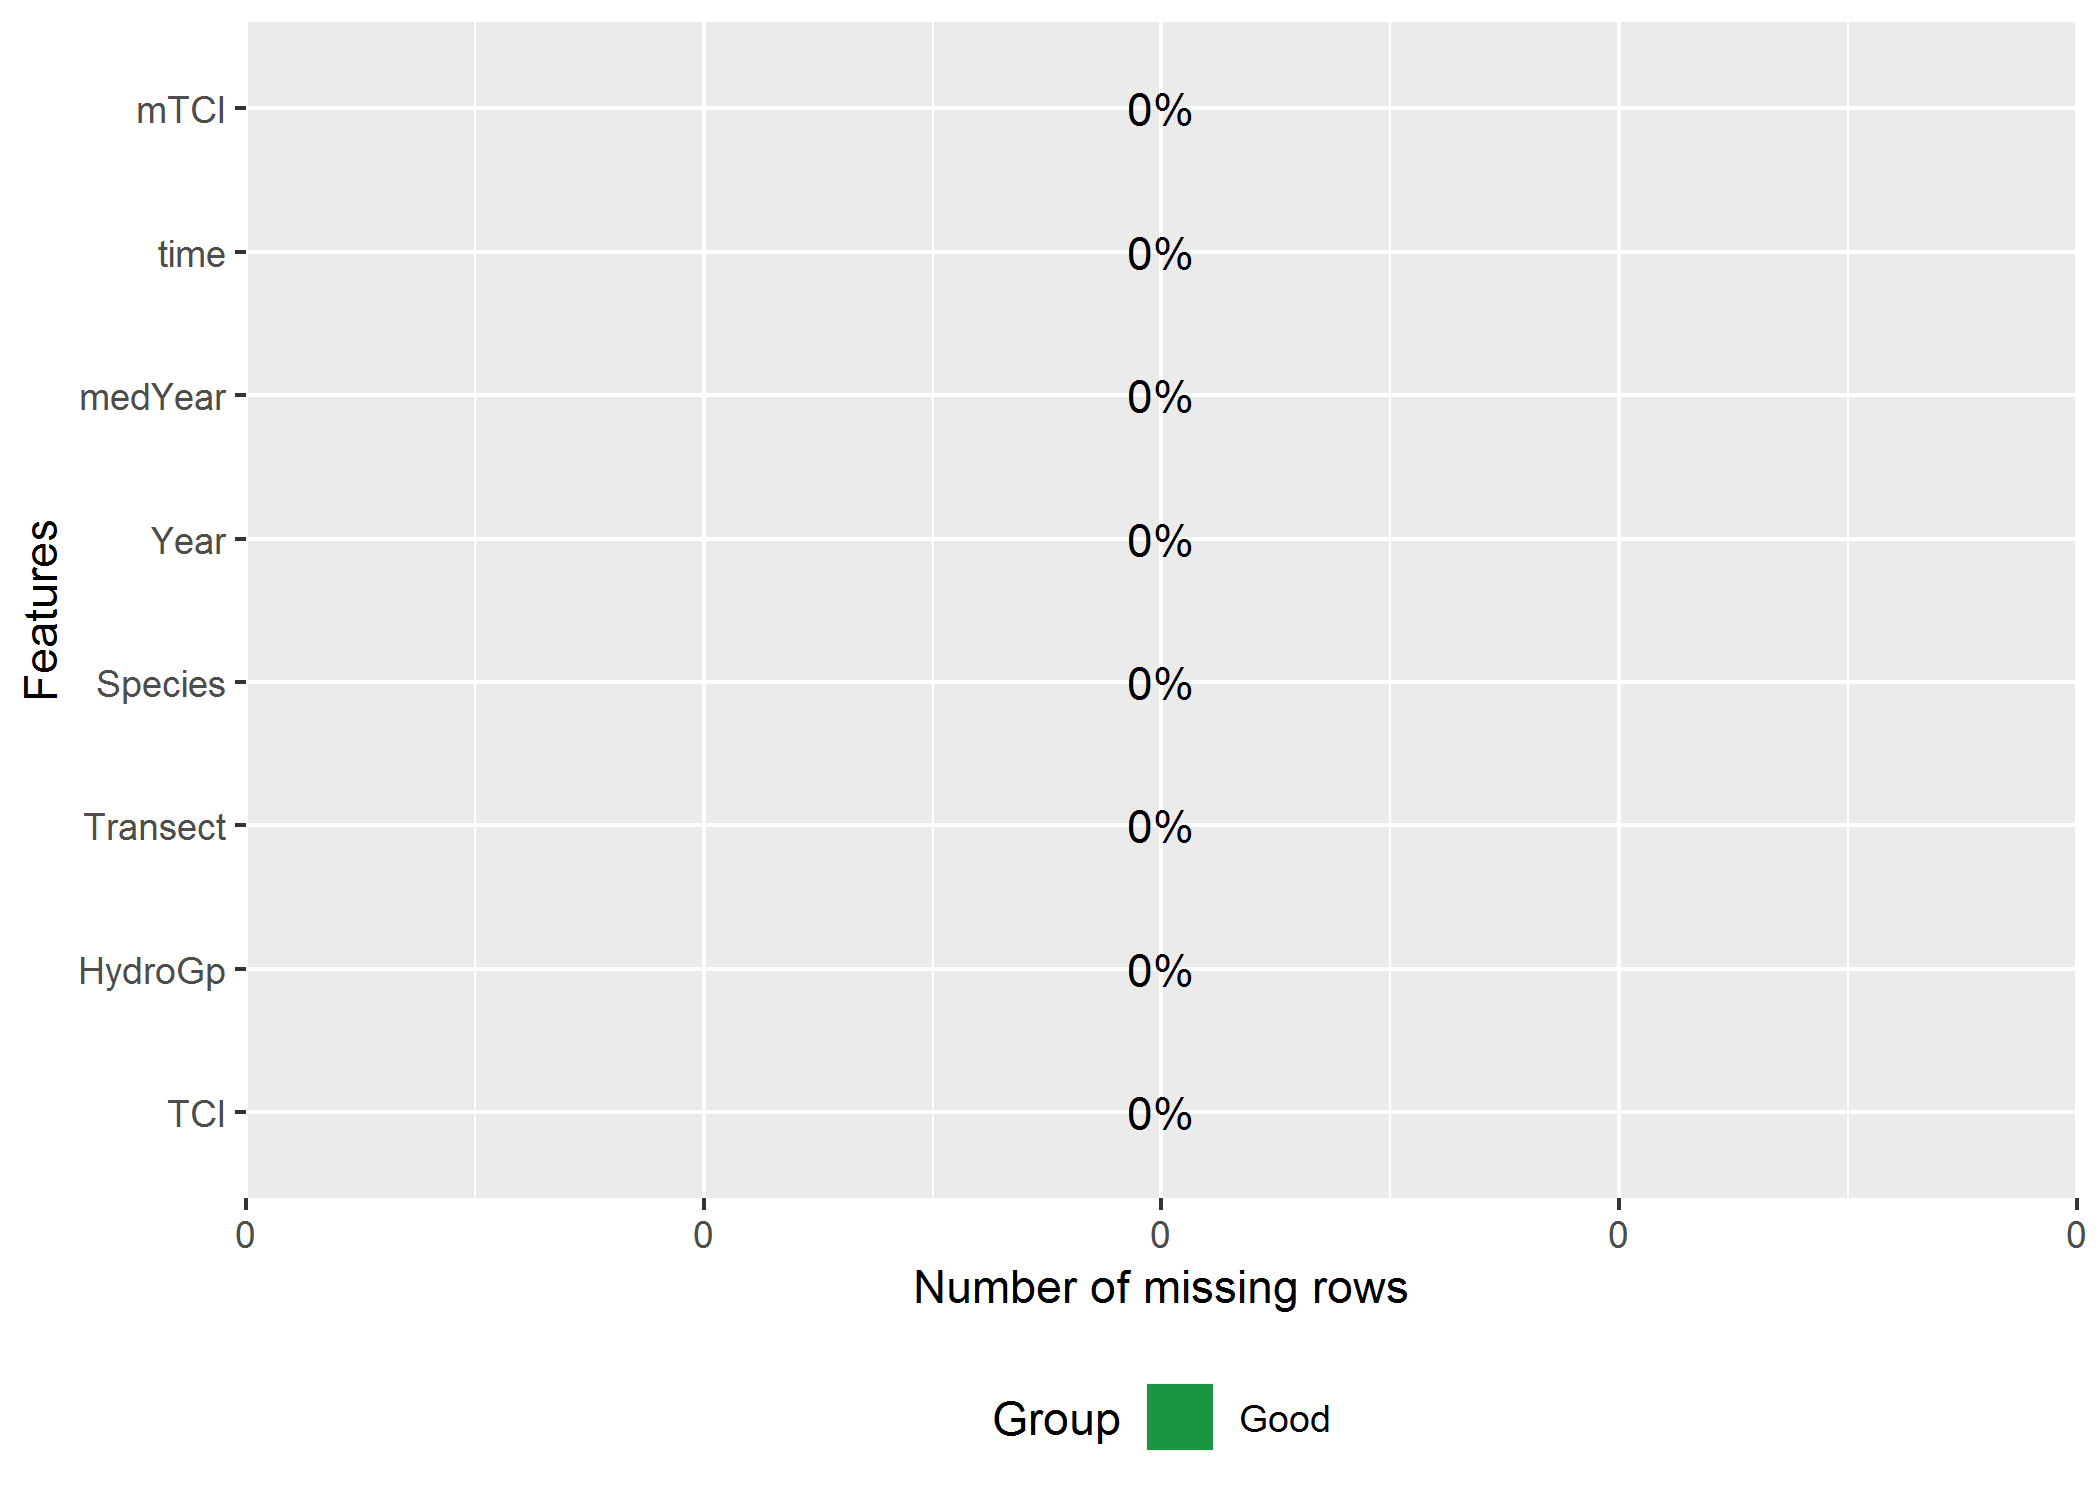 mTCI 0%
time 0%
medYear 0%
Year 0%
Species 0%
Transect 0%
HydroGp 0%
TCI 0%
Features
0 0 0 0 0
Number of missing rows
Group Good